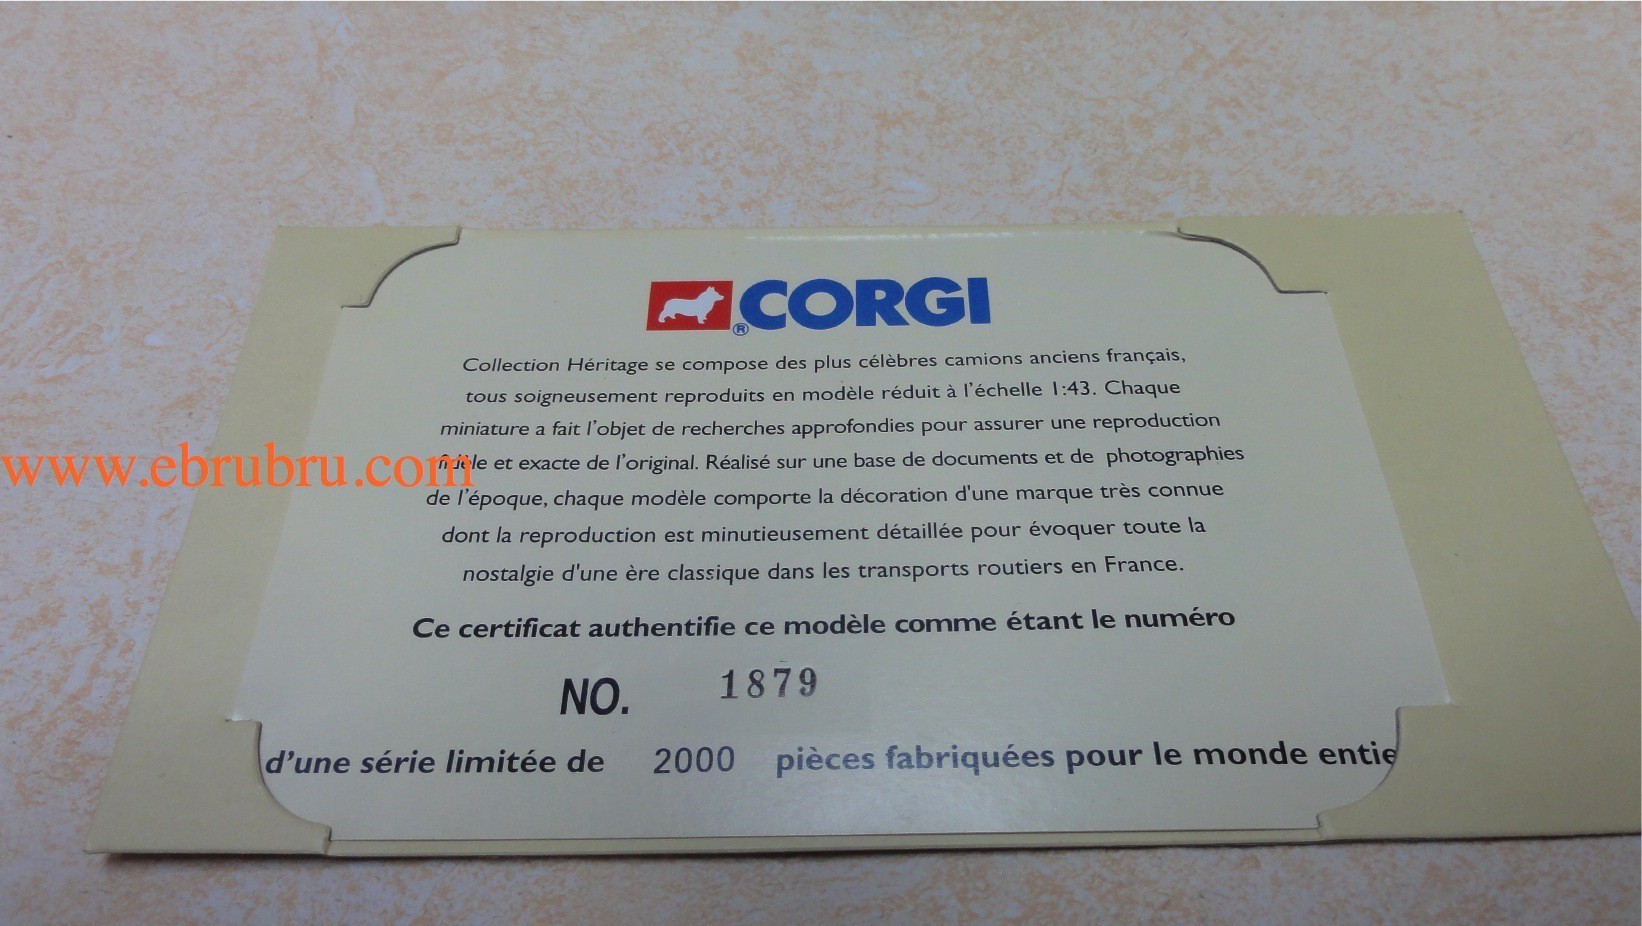 CORGI
®
Collection Héritage se compose des plus célèbres camions anciens français,
tous soigneusement reproduits en modèle réduit à l'échelle 1:43. Chaque
miniature a fait l'objet de recherches approfondies pour assurer une reproduction
www.ebrubru.com
fidèle et exacte de l'original. Réalisé sur une base de documents et de photographies
de l'époque, chaque modèle comporte la décoration d'une marque très connue
dont la reproduction est minutieusement détaillée pour évoquer toute la
nostalgie d'une ère classique dans les transports routiers en France.
Ce certificat authentifie ce modèle comme étant le numéro
NO. 1879
d'une série limitée de 2000 pièces fabriquées pour le monde entie